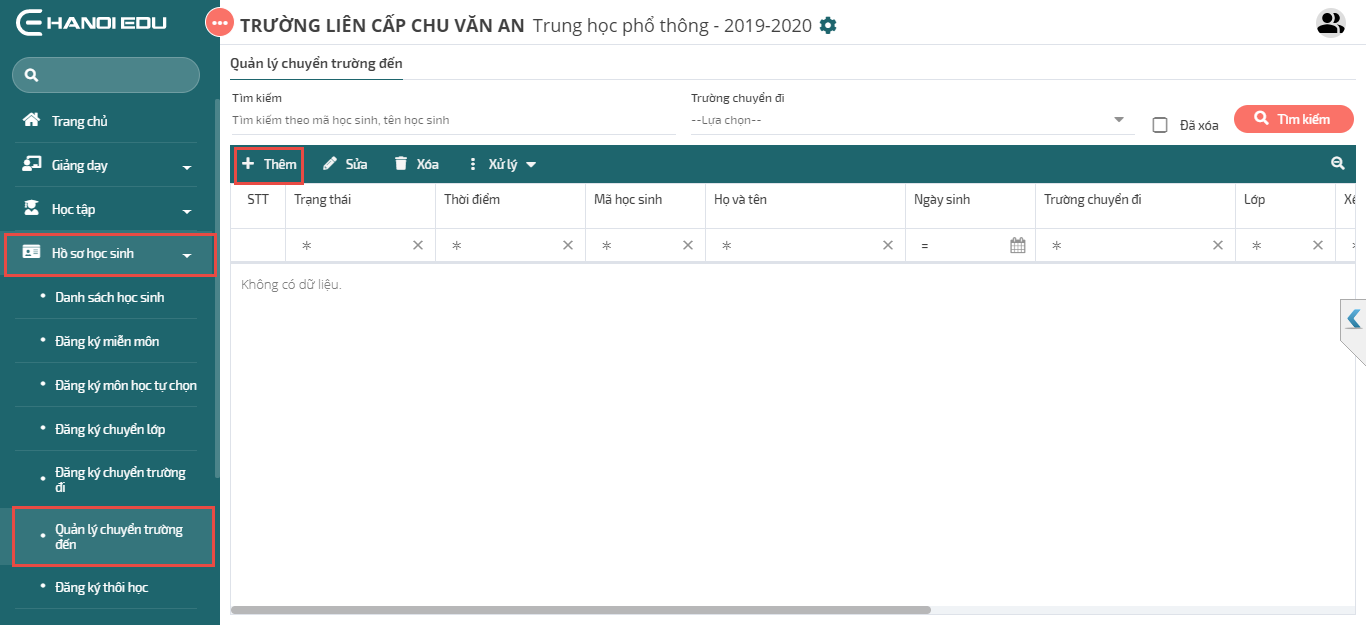 HANOI EDU
TRƯỜNG LIÊN CẤP CHU VĂN AN Trung học phổ thông - 2019-2020
Quản lý chuyển trường đến
Tìm kiếm
Trường chuyển đi
Tìm kiếm theo mã học sinh, tên học sinh
--Lựa chọn--
Đã xóa
Tìm kiếm
Trang chủ
Giảng dạy
Học tập
Hồ sơ học sinh
Danh sách học sinh
Đăng ký miễn môn
Đăng ký môn học tự chọn
Đăng ký chuyển lớp
Đăng ký chuyển trường
đi
Quản lý chuyển trường
đến
Đăng ký thôi học
+ Thêm Sửa Xóa Xử lý
STT Trạng thái Thời điểm Mã học sinh Họ và tên Ngày sinh Trường chuyển đi Lớp
* * * * = * *
Không có dữ liệu.